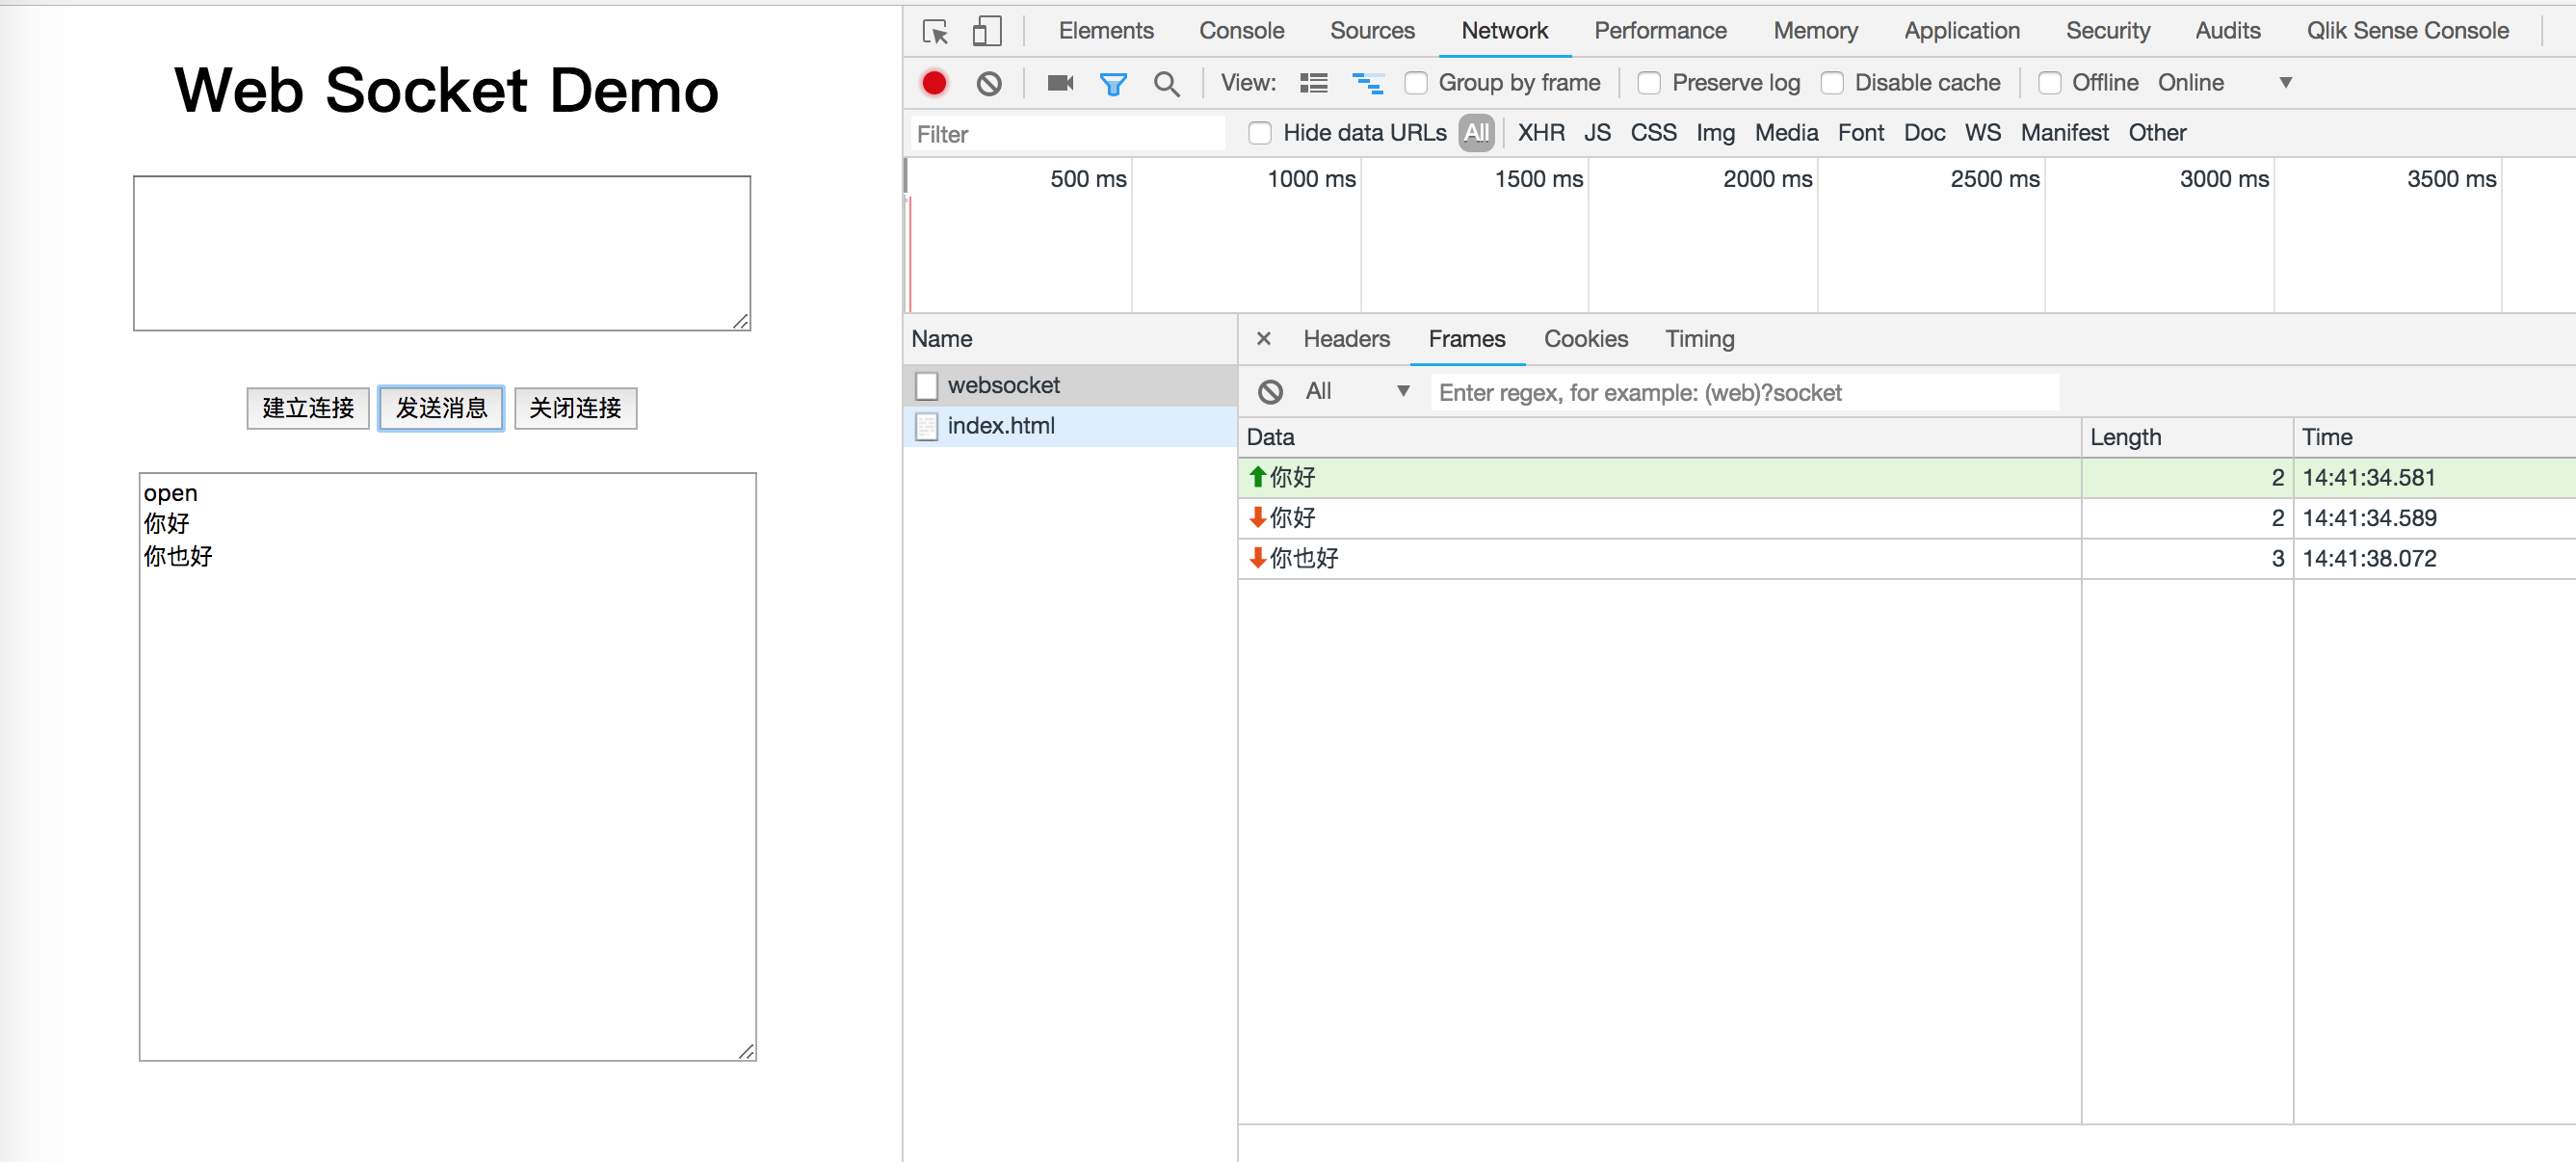 Web Socket Demo
建立连接 发送消息 关闭连接
open
你好
你也好
Elements Console Sources Network Performance Memory Application Security Audits Qlik Sense Console
View: Group by frame Preserve log Disable cache Offline Online
Filter Hide data URLs All XHR JS CSS Img Media Font Doc WS Manifest Other
500 ms 1000 ms 1500 ms 2000 ms 2500 ms 3000 ms 3500 ms
Name
websocket
index.html
× Headers Frames Cookies Timing
All Enter regex, for example: (web)?socket
Data Length Time
你好 2 14:41:34.581
你好 2 14:41:34.589
你也好 3 14:41:38.072